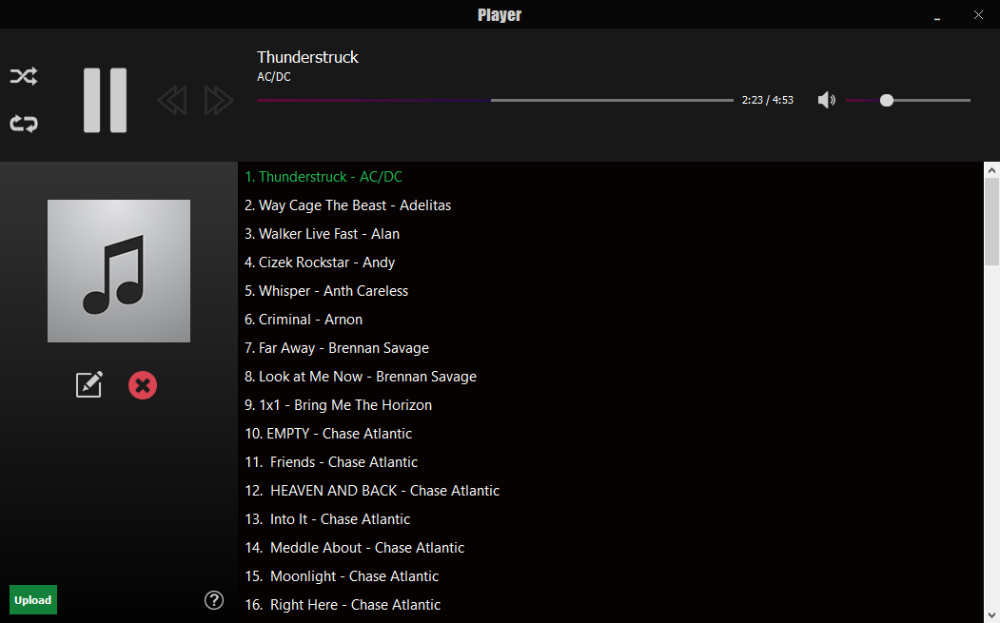 Player
Thunderstruck
AC/DC
2:23 / 4:53
1. Thunderstruck - AC/DC
2. Way Cage The Beast - Adelitas
3. Walker Live Fast - Alan
4. Cizek Rockstar - Andy
5. Whisper - Anth Careless
6. Criminal - Arnon
7. Far Away - Brennan Savage
8. Look at Me Now - Brennan Savage
9. 1x1 - Bring Me The Horizon
10. EMPTY - Chase Atlantic
11. Friends - Chase Atlantic
12. HEAVEN AND BACK - Chase Atlantic
13. Into It - Chase Atlantic
14. Meddle About - Chase Atlantic
15. Moonlight - Chase Atlantic
16. Right Here - Chase Atlantic
Upload
?